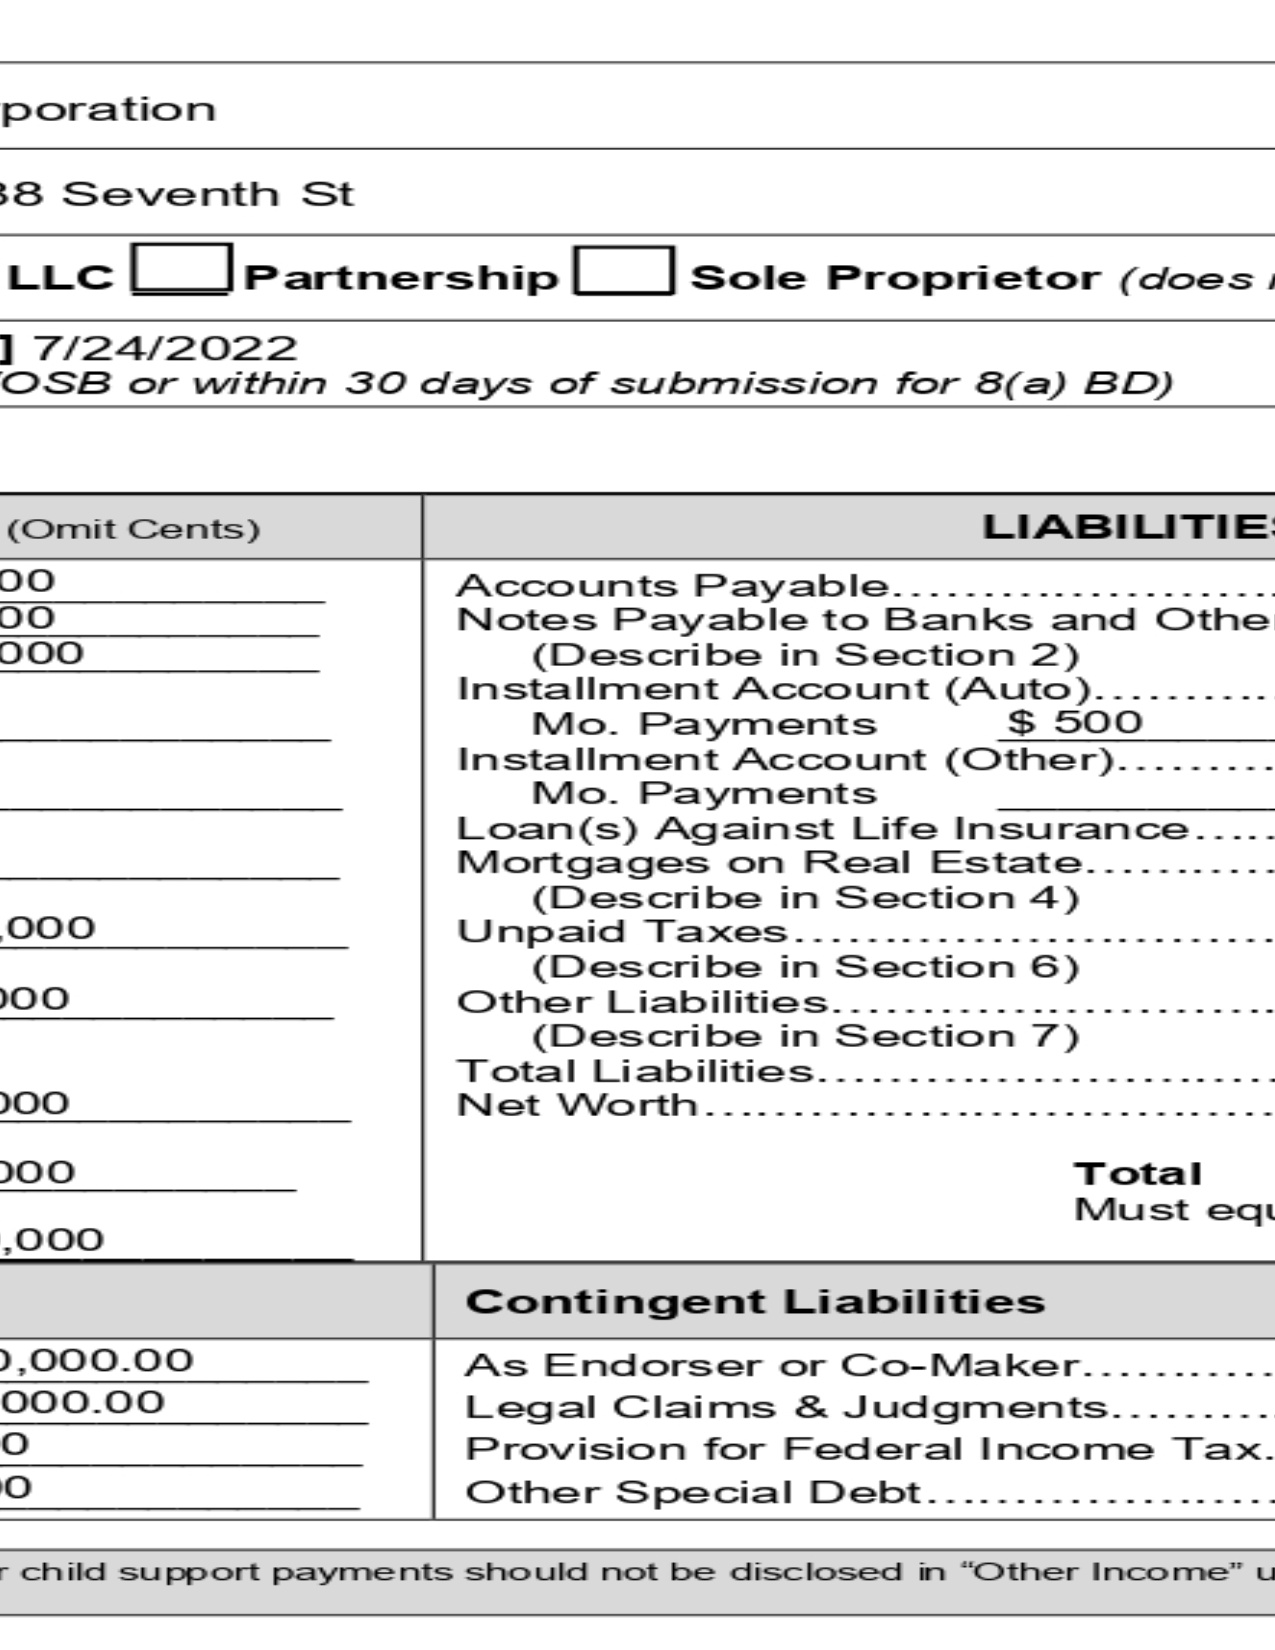 poration
38 Seventh St
LLC Partnership Sole Proprietor (does
] 7/24/2022
OSB or within 30 days of submission for 8(a) BD)
(Omit Cents) LIABILITIES
00 Accounts Payable
00 Notes Payable to Banks and Other
000 (Describe in Section 2)
Installment Account (Auto)
Mo. Payments $ 500
Installment Account (Other)
Mo. Payments
Loan(s) Against Life Insurance
Mortgages on Real Estate
(Describe in Section 4)
,000 Unpaid Taxes
(Describe in Section 6)
000 Other Liabilities
(Describe in Section 7)
Total Liabilities
000 Net Worth
000 Total
Must equ
,000
Contingent Liabilities
0,000.00 As Endorser or Co-Maker
000.00 Legal Claims & Judgments
0 Provision for Federal Income Tax.
00 Other Special Debt
r child support payments should not be disclosed in “Other Income” u